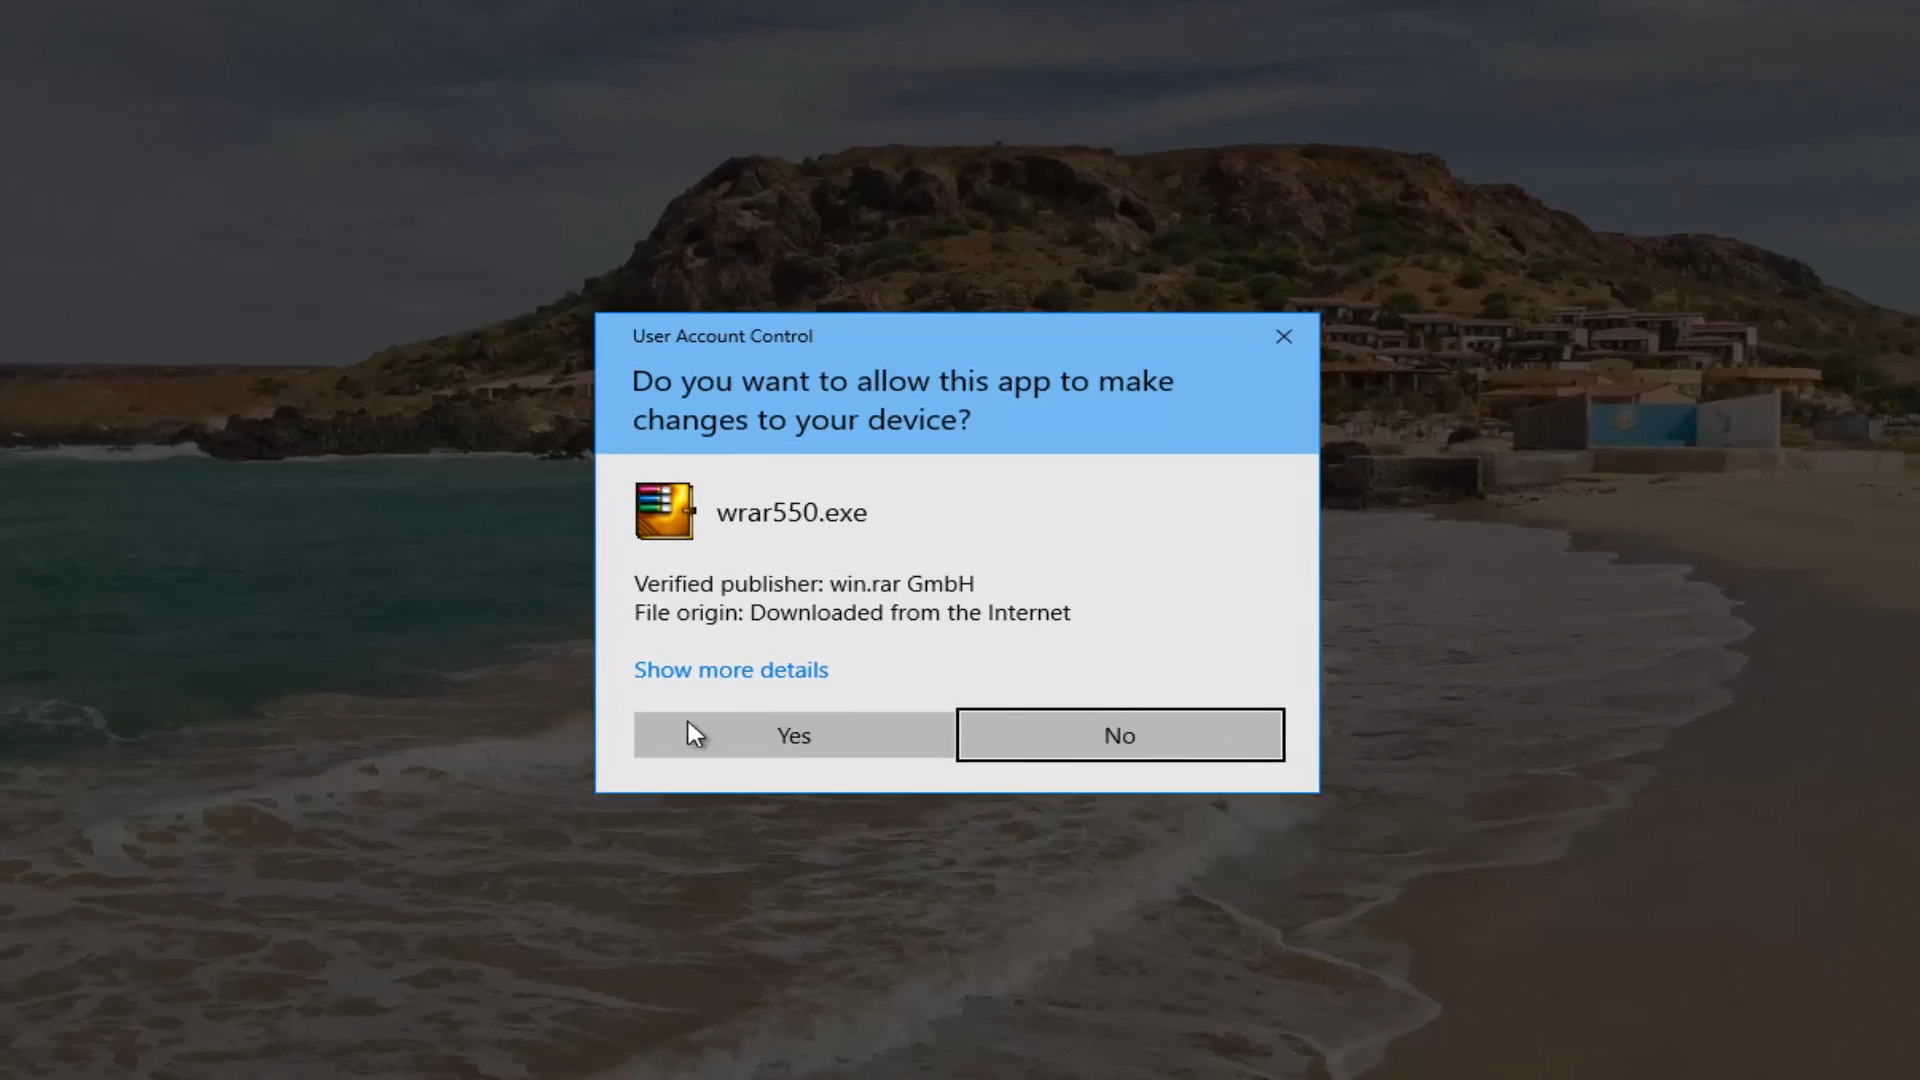 User Account Control
Do you want to allow this app to make
changes to your device?
wrar550.exe
Verified publisher: win.rar GmbH
File origin: Downloaded from the Internet
Show more details
Yes
No